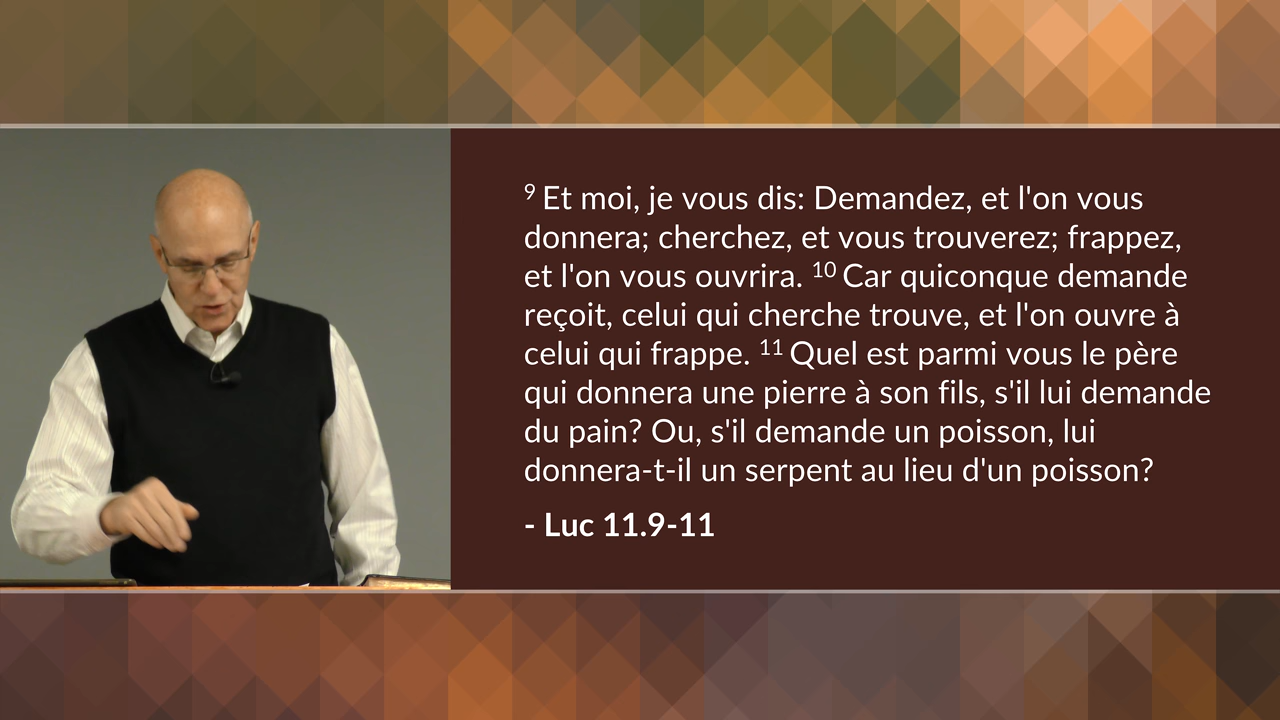 9 Et moi, je vous dis: Demandez, et l'on vous
donnera; cherchez, et vous trouverez; frappez,
et l'on vous ouvrira. 10 Car quiconque demande
reçoit, celui qui cherche trouve, et l'on ouvre à
celui qui frappe. 11 Quel est parmi vous le père
qui donnera une pierre à son fils, s'il lui demande
du pain? Ou, s'il demande un poisson, lui
donnera-t-il un serpent au lieu d'un poisson?
- Luc 11.9-11